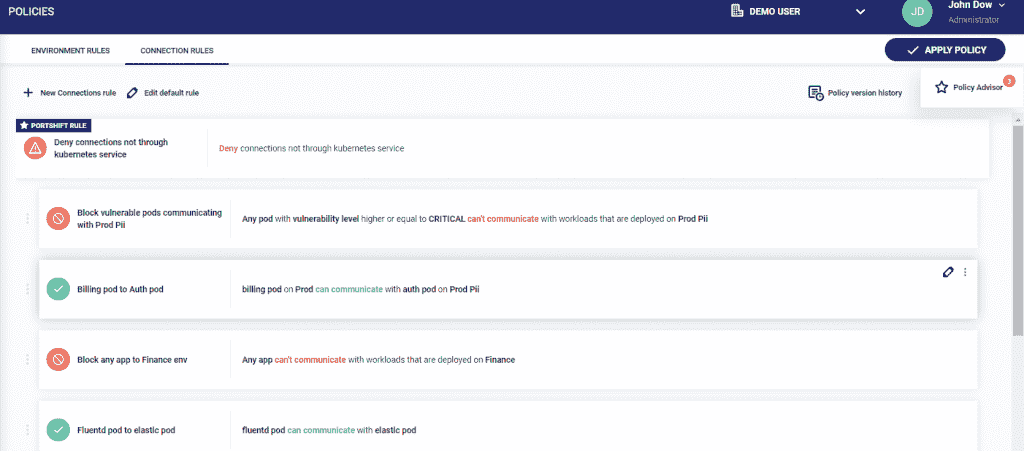 POLICIES
DEMO USER
JD
John Dow
Administrator
ENVIRONMENT RULES
CONNECTION RULES
APPLY POLICY
New Connections rule
Edit default rule
Policy version history
Policy Advisor
3
PORTSHIFT RULE
Deny connections not through
kubernetes service
Deny connections not through kubernetes service
Block vulnerable pods communicating
with Prod Pii
Any pod with vulnerability level higher or equal to CRITICAL can't communicate with workloads that are deployed on Prod Pii
Billing pod to Auth pod
billing pod on Prod can communicate with auth pod on Prod Pii
Block any app to Finance env
Any app can't communicate with workloads that are deployed on Finance
Fluentd pod to elastic pod
fluentd pod can communicate with elastic pod